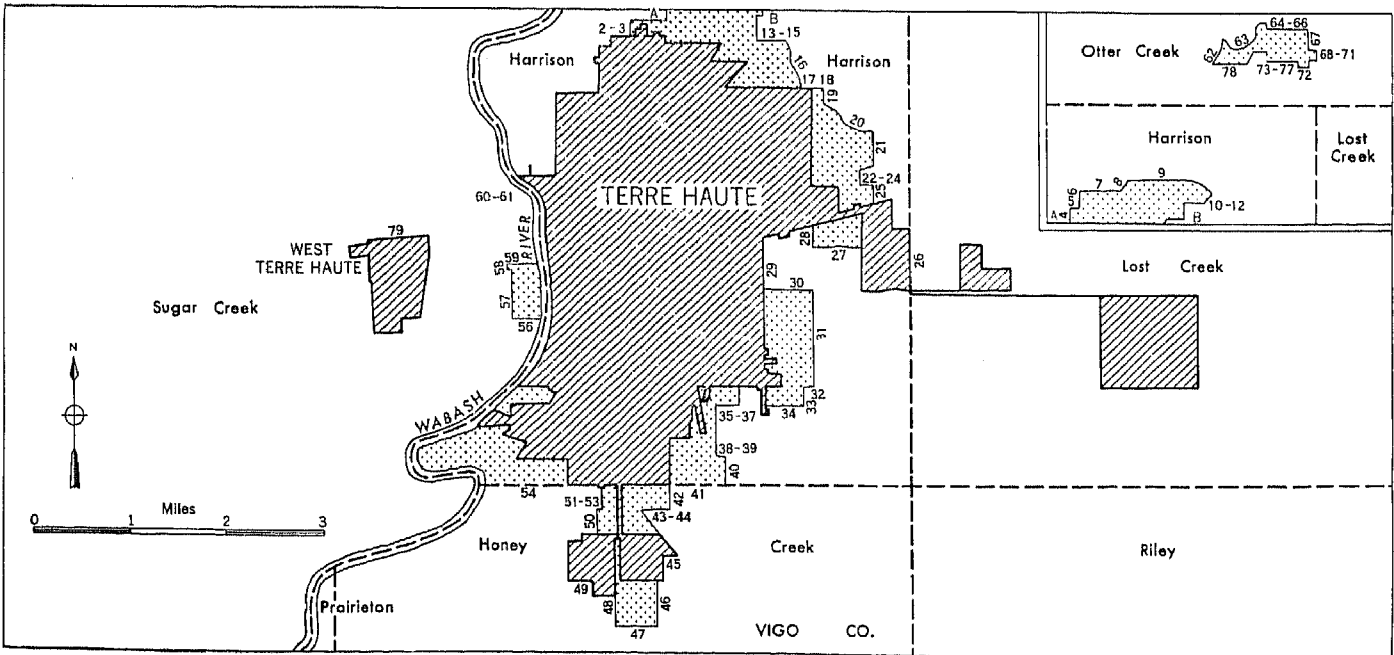 A
B
2-3
13-15
Harrison
16
Harrison
17 18
19
20
21
22-24
25
1
60-61
TERRE HAUTE
RIVER
79
WEST
TERRE HAUTE
59
58
57
56
28
27
26
29
30
31
32
33
34
Lost Creek
Sugar Creek
N
WABASH
35-37
38-39
40
54
41
51-53
42
50
43-44
Miles
0 1 2 3
Honey
Creek
Riley
45
49
48
46
47
Prairieton
VIGO CO.
Otter Creek
62
63
64-66
67
68-71
72
73-77
78
Harrison
Lost
Creek
A
4
5
6
7
8
9
10-12
B